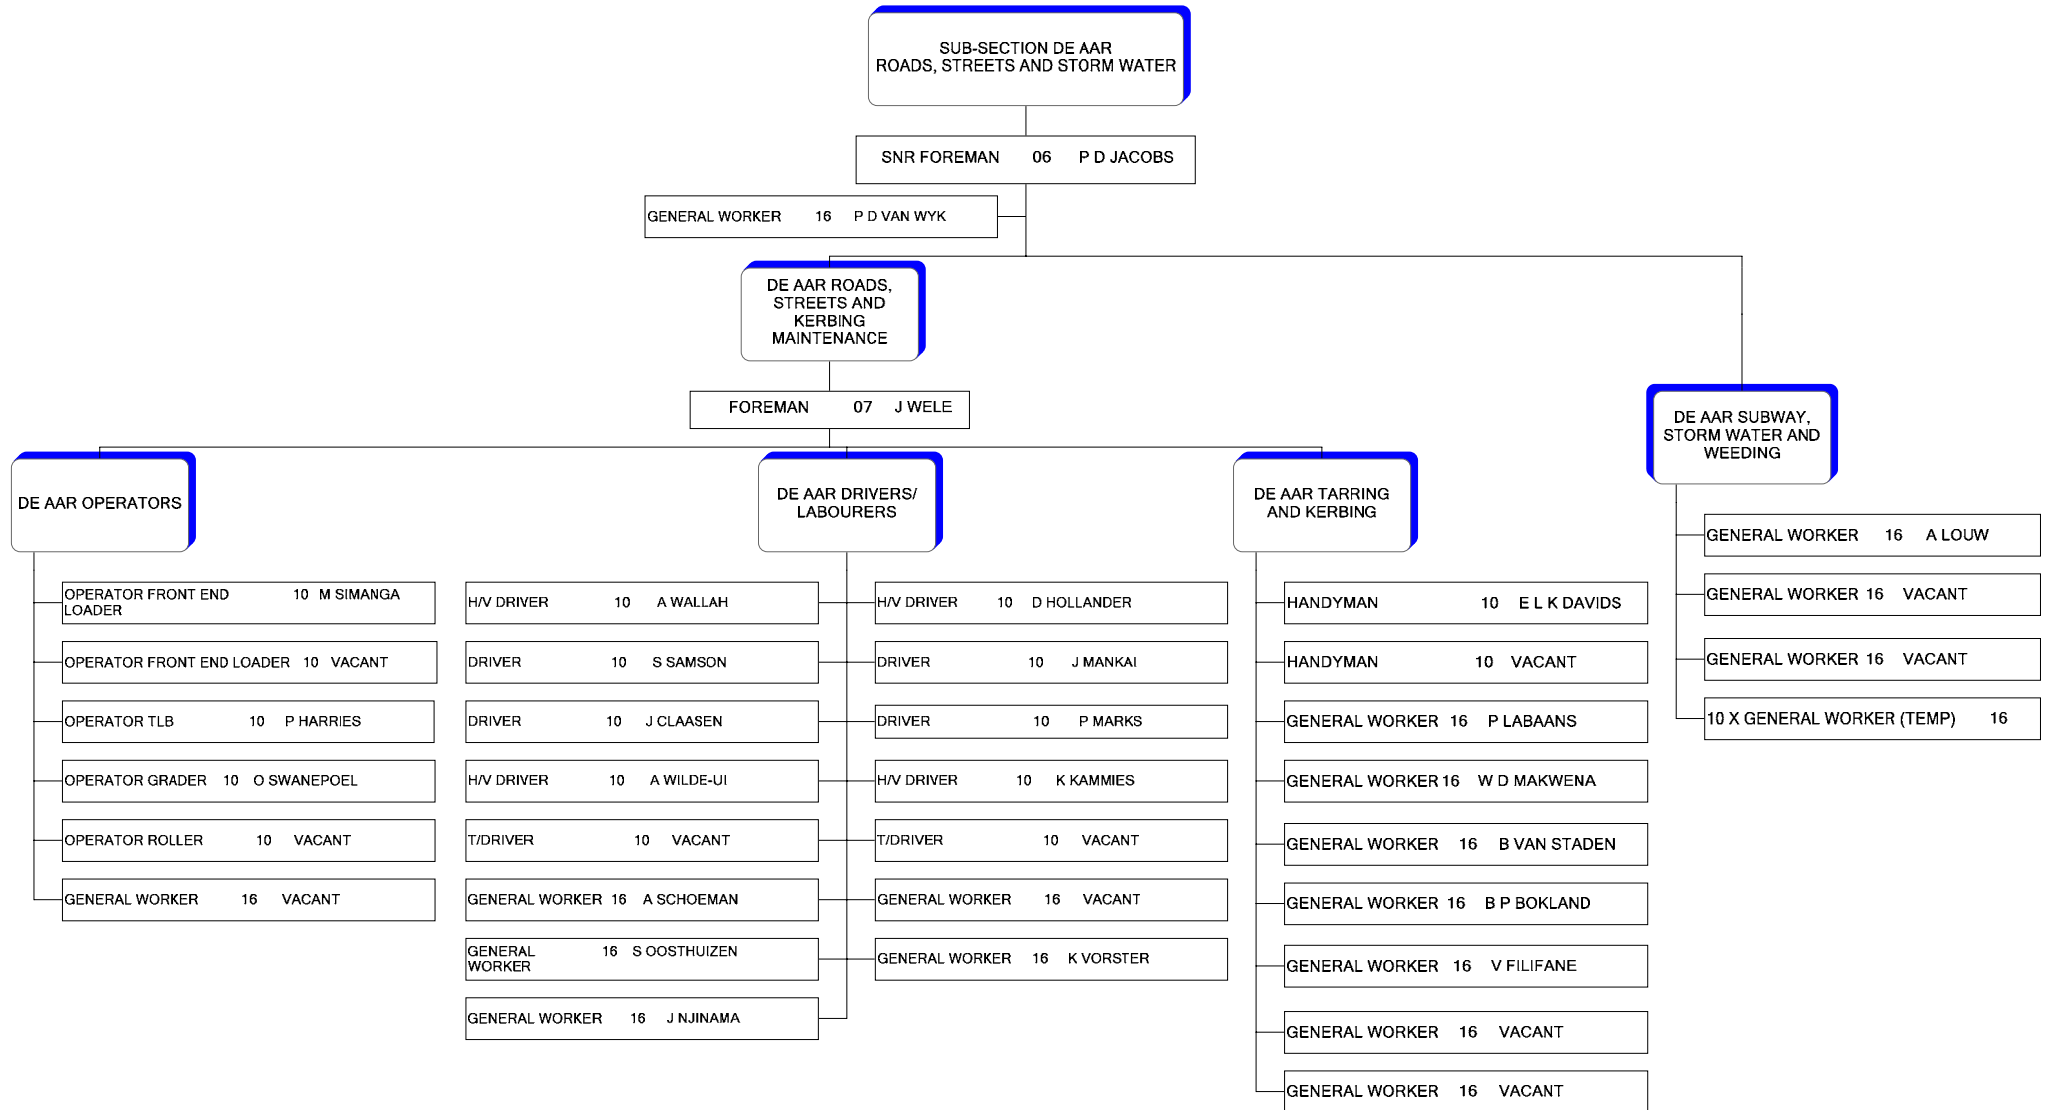 SUB-SECTION DE AAR
ROADS, STREETS AND STORM WATER
SNR FOREMAN 06 P D JACOBS
GENERAL WORKER 16 P D VAN WYK
DE AAR ROADS,
STREETS AND
KERBING
MAINTENANCE
FOREMAN 07 J WELE
DE AAR OPERATORS
OPERATOR FRONT END 10 M SIMANGA
LOADER
OPERATOR FRONT END LOADER 10 VACANT
OPERATOR TLB 10 P HARRIES
OPERATOR GRADER 10 O SWANEPOEL
OPERATOR ROLLER 10 VACANT
GENERAL WORKER 16 VACANT
DE AAR DRIVERS/
LABOURERS
H/V DRIVER 10 A WALLAH
DRIVER 10 S SAMSON
DRIVER 10 J CLAASEN
H/V DRIVER 10 A WILDE-UI
T/DRIVER 10 VACANT
GENERAL WORKER 16 A SCHOEMAN
GENERAL 16 S OOSTHUIZEN
WORKER
GENERAL WORKER 16 J NJINAMA
H/V DRIVER 10 D HOLLANDER
DRIVER 10 J MANKAI
DRIVER 10 P MARKS
H/V DRIVER 10 K KAMMIES
T/DRIVER 10 VACANT
GENERAL WORKER 16 VACANT
GENERAL WORKER 16 K VORSTER
DE AAR TARRING
AND KERBING
HANDYMAN 10 E L K DAVIDS
HANDYMAN 10 VACANT
GENERAL WORKER 16 P LABAANS
GENERAL WORKER 16 W D MAKWENA
GENERAL WORKER 16 B VAN STADEN
GENERAL WORKER 16 B P BOKLAND
GENERAL WORKER 16 V FILIFANE
GENERAL WORKER 16 VACANT
GENERAL WORKER 16 VACANT
DE AAR SUBWAY,
STORM WATER AND
WEEDING
GENERAL WORKER 16 A LOUW
GENERAL WORKER 16 VACANT
GENERAL WORKER 16 VACANT
10 X GENERAL WORKER (TEMP) 16